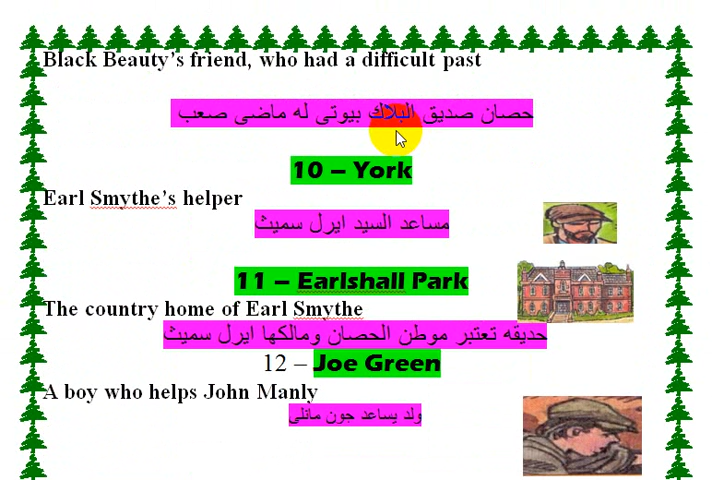 Black Beauty's friend, who had a difficult past
حصان صديق البلاك بيوتى له ماضى صعب
10 – York
Earl Smythe's helper
مساعد السيد ايرل سميث
11 – Earlshall Park
The country home of Earl Smythe
حديقه تعتبر موطن الحصان ومالكها ايرل سميث
12 – Joe Green
A boy who helps John Manly
ولد يساعد جون مانلى